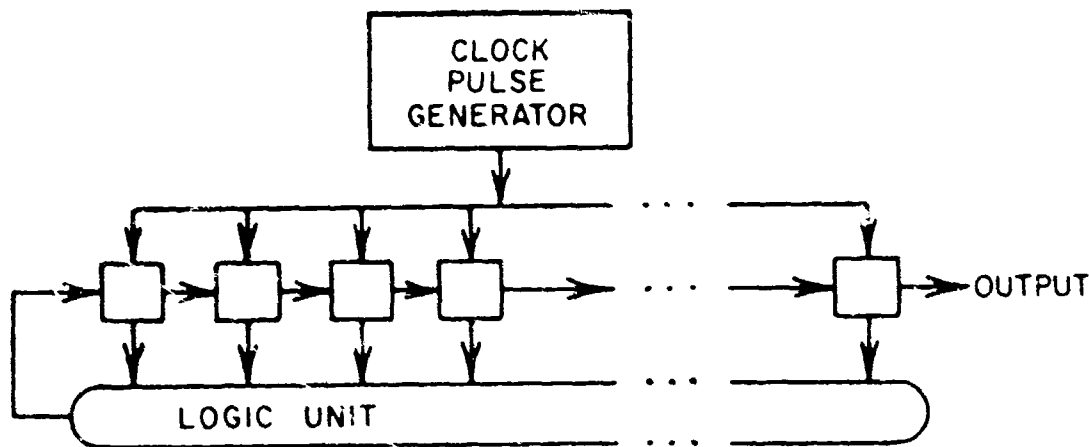 CLOCK
PULSE
GENERATOR
. . .
. . .
OUTPUT
. . .
LOGIC UNIT
. . .